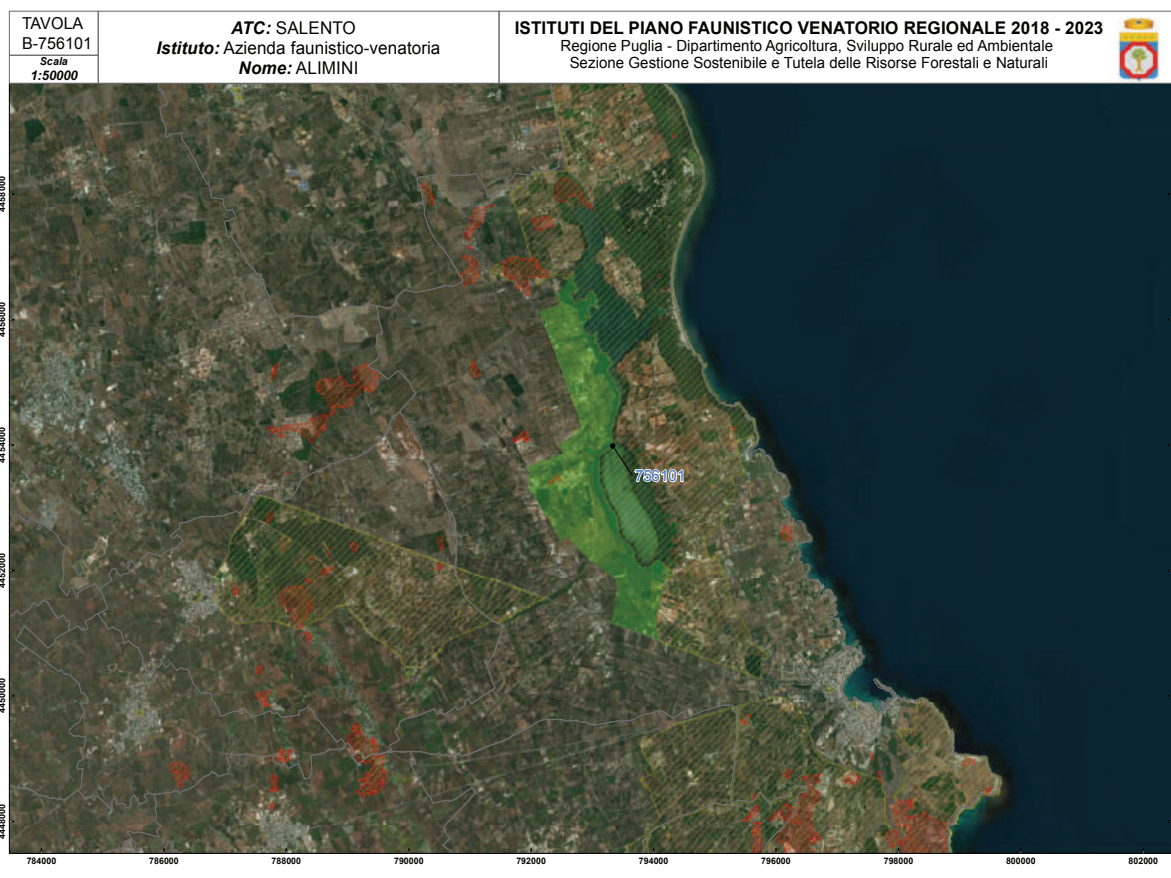 TAVOLA
B-756101
Scala
1:50000
ATC: SALENTO
Istituto: Azienda faunistico-venatoria
Nome: ALIMINI
ISTITUTI DEL PIANO FAUNISTICO VENATORIO REGIONALE 2018 - 2023
Regione Puglia - Dipartimento Agricoltura, Sviluppo Rurale ed Ambientale
Sezione Gestione Sostenibile e Tutela delle Risorse Forestali e Naturali
4458000
4456000
4454000
4452000
4450000
4448000
756101
784000 786000 788000 790000 792000 794000 796000 798000 800000 802000